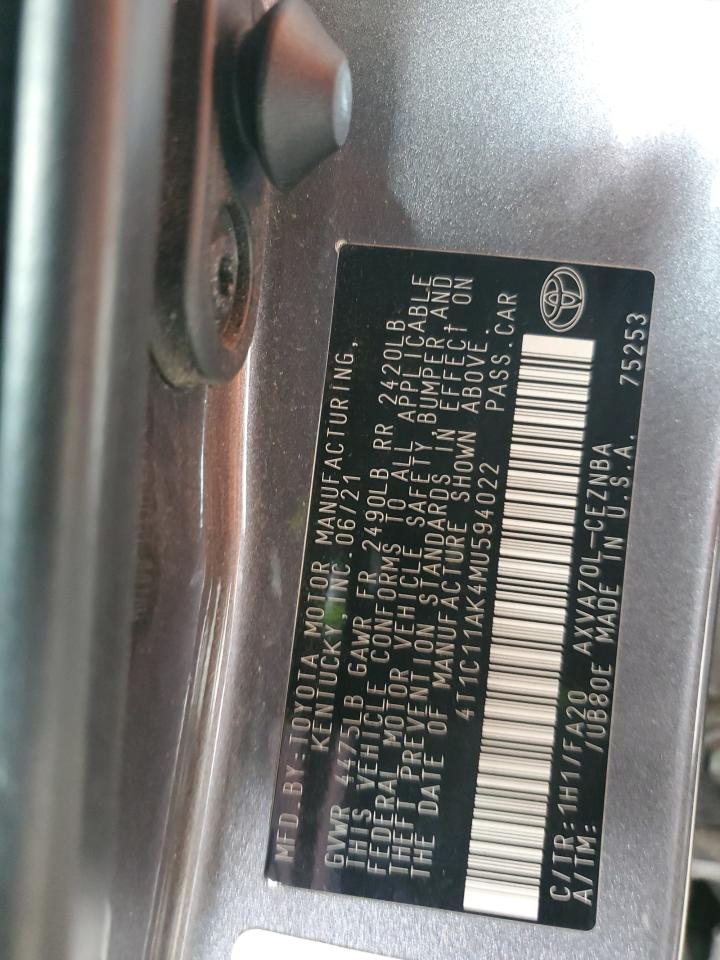 MFD.BY:TOYOTA MOTOR MANUFACTURING,
KENTUCKY,INC.06/21
GVWR 4475LB GAWR FR 2490LB RR 2420LB
THIS VEHICLE CONFORMS TO ALL APPLICABLE
FEDERAL MOTOR VEHICLE SAFETY,BUMPER,AND
THEFT PREVENTION STANDARDS IN EFFECT ON
THE DATE OF MANUFACTURE SHOWN ABOVE.
4T1C11AK4MU594022 PASS.CAR
C/TR:1H1/FA20 AXVA70L-CEZNBA
A/TM: /UB80E MADE IN U.S.A. 75253